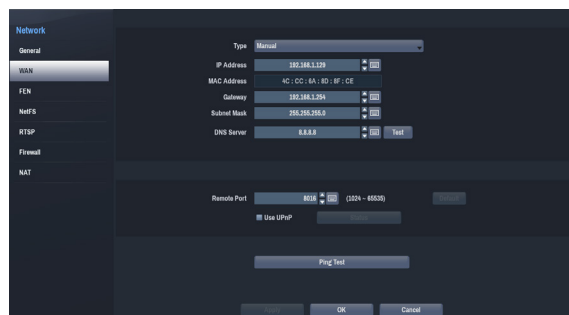 Network
General
WAN
FEN
NetFS
RTSP
Firewall
NAT
Type Manual
IP Address 192.168.1.129
MAC Address 4C : CC : 6A : 8D : 8F : CE
Gateway 192.168.1.254
Subnet Mask 255.255.255.0
DNS Server 8.8.8.8 Test
Remote Port 8016 (1024 ~ 65535) Default
Use UPnP
Ping Test
Apply OK Cancel